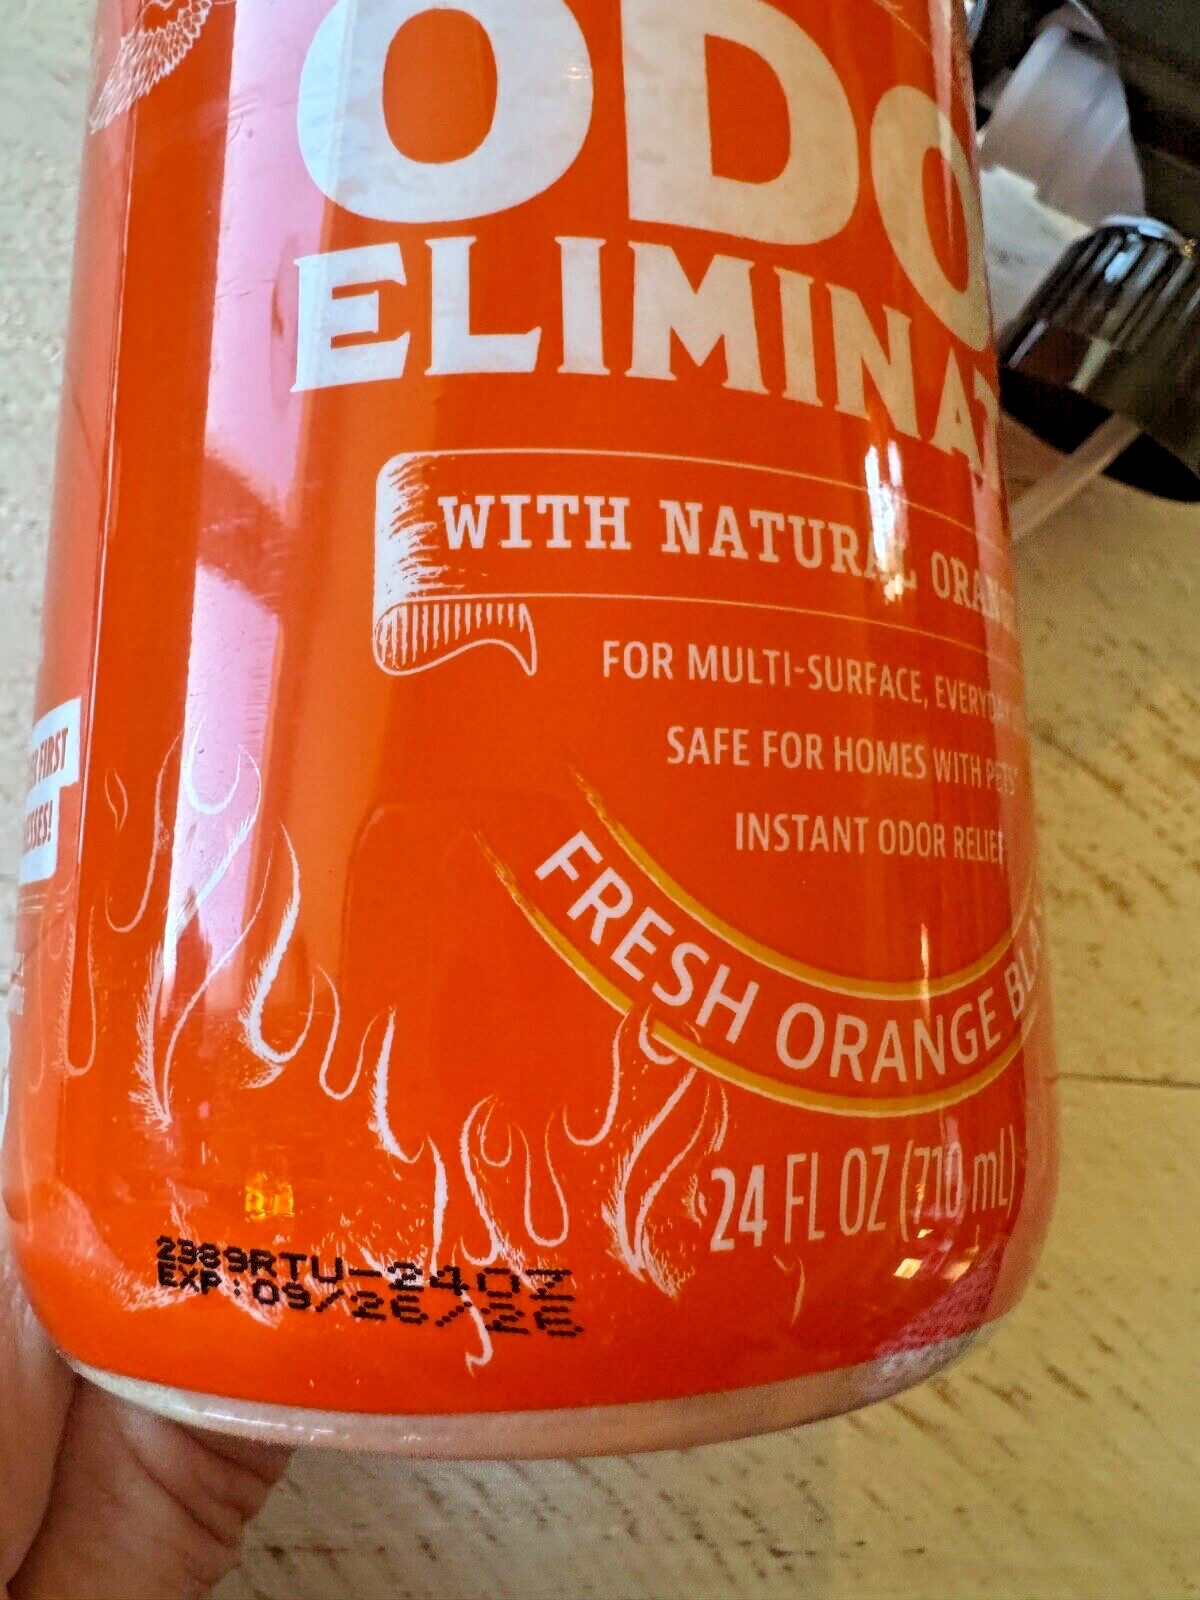 ODO
ELIMINAT
WITH NATURAL ORAN
FOR MULTI-SURFACE, EVERYDAY
SAFE FOR HOMES WITH PETS*
INSTANT ODOR RELIEF
FIRST
FRESH ORANGE BL
24 FL OZ (710 mL)
2989RTU-24OZ
EXP:09/26/26